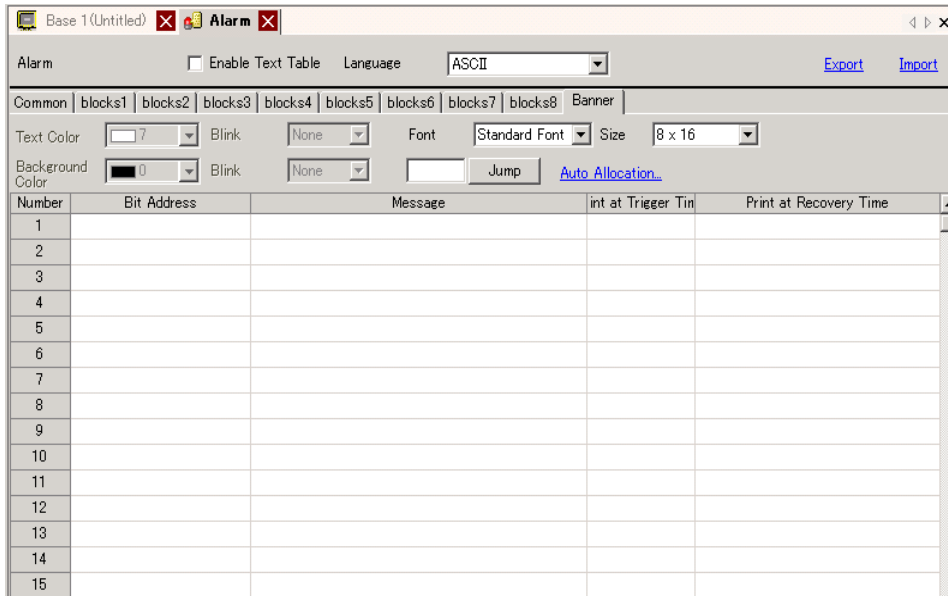 Base 1(Untitled) Alarm
Alarm Enable Text Table Language ASCII Export Import
Common blocks1 blocks2 blocks3 blocks4 blocks5 blocks6 blocks7 blocks8 Banner
Text Color 7 Blink None Font Standard Font Size 8 x 16
Background Color 0 Blink None Jump Auto Allocation...
Number Bit Address Message int at Trigger Tin Print at Recovery Time
1
2
3
4
5
6
7
8
9
10
11
12
13
14
15